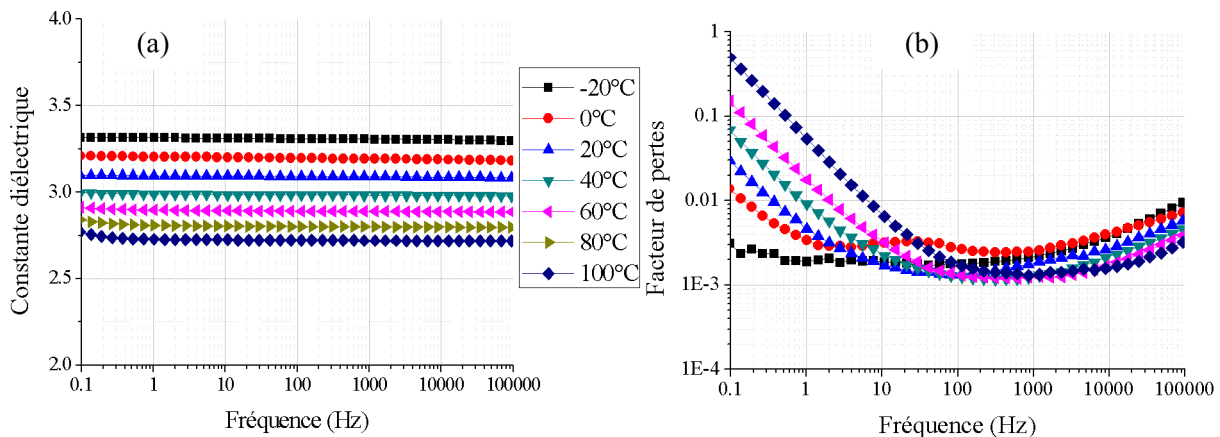 (a)
Constante diélectrique
4.0
3.5
3.0
2.5
2.0
0.1 1 10 100 1000 10000 100000
Fréquence (Hz)
-20°C
0°C
20°C
40°C
60°C
80°C
100°C
(b)
Facteur de pertes
1
0.1
0.01
1E-3
1E-4
0.1 1 10 100 1000 10000 100000
Fréquence (Hz)